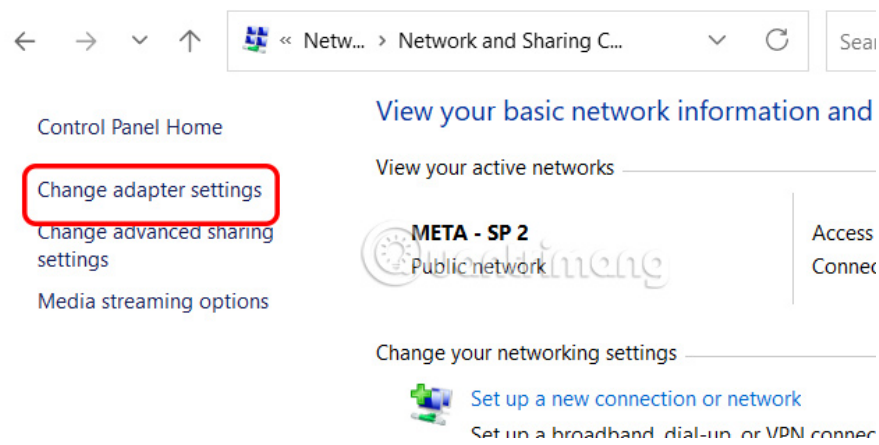 « Netw... > Network and Sharing C...
Sear
Control Panel Home
Change adapter settings
Change advanced sharing
settings
Media streaming options
View your basic network information and
View your active networks
META - SP 2
Public network
Access
Connec
Quantrimang
Change your networking settings
Set up a new connection or network
Set up a broadband, dial-up, or VPN connec